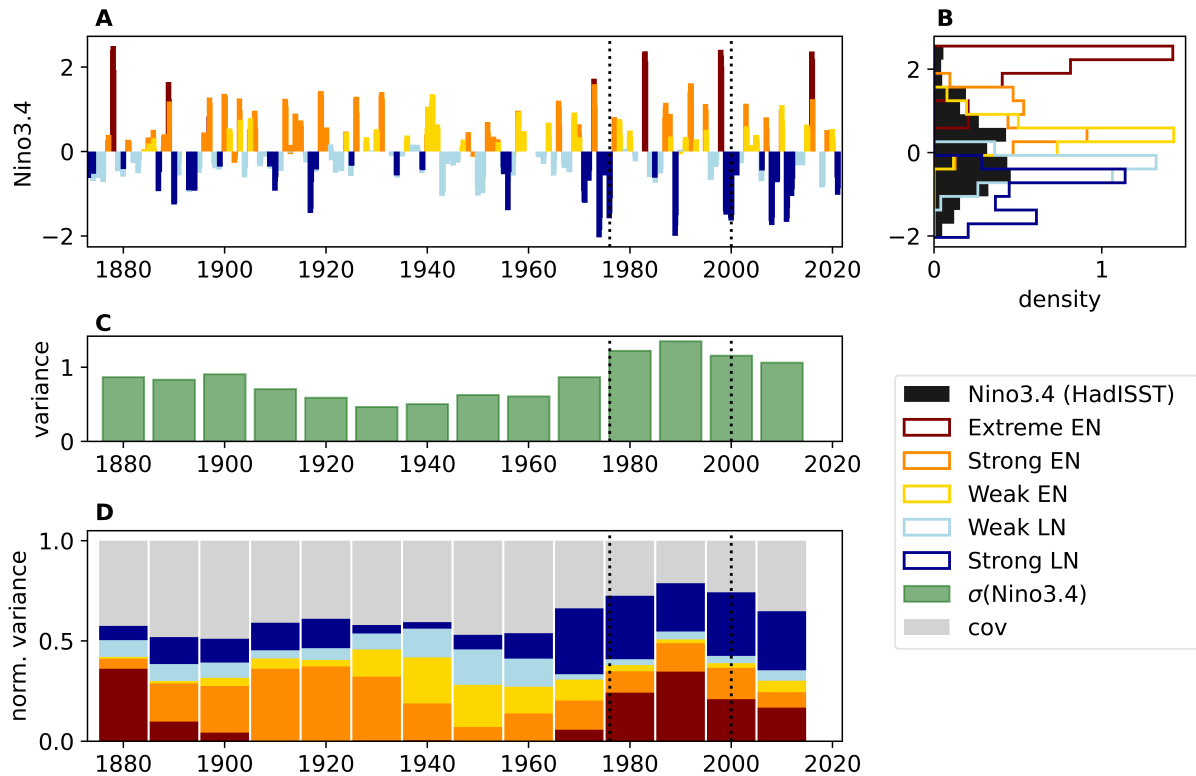 A
Nino3.4
2
0
−2
1880 1900 1920 1940 1960 1980 2000 2020
B
2
0
−2
0 1
density
C
variance
1
0
1880 1900 1920 1940 1960 1980 2000 2020
D
norm. variance
1.0
0.5
0.0
1880 1900 1920 1940 1960 1980 2000 2020
Nino3.4 (HadISST)
Extreme EN
Strong EN
Weak EN
Weak LN
Strong LN
σ(Nino3.4)
cov